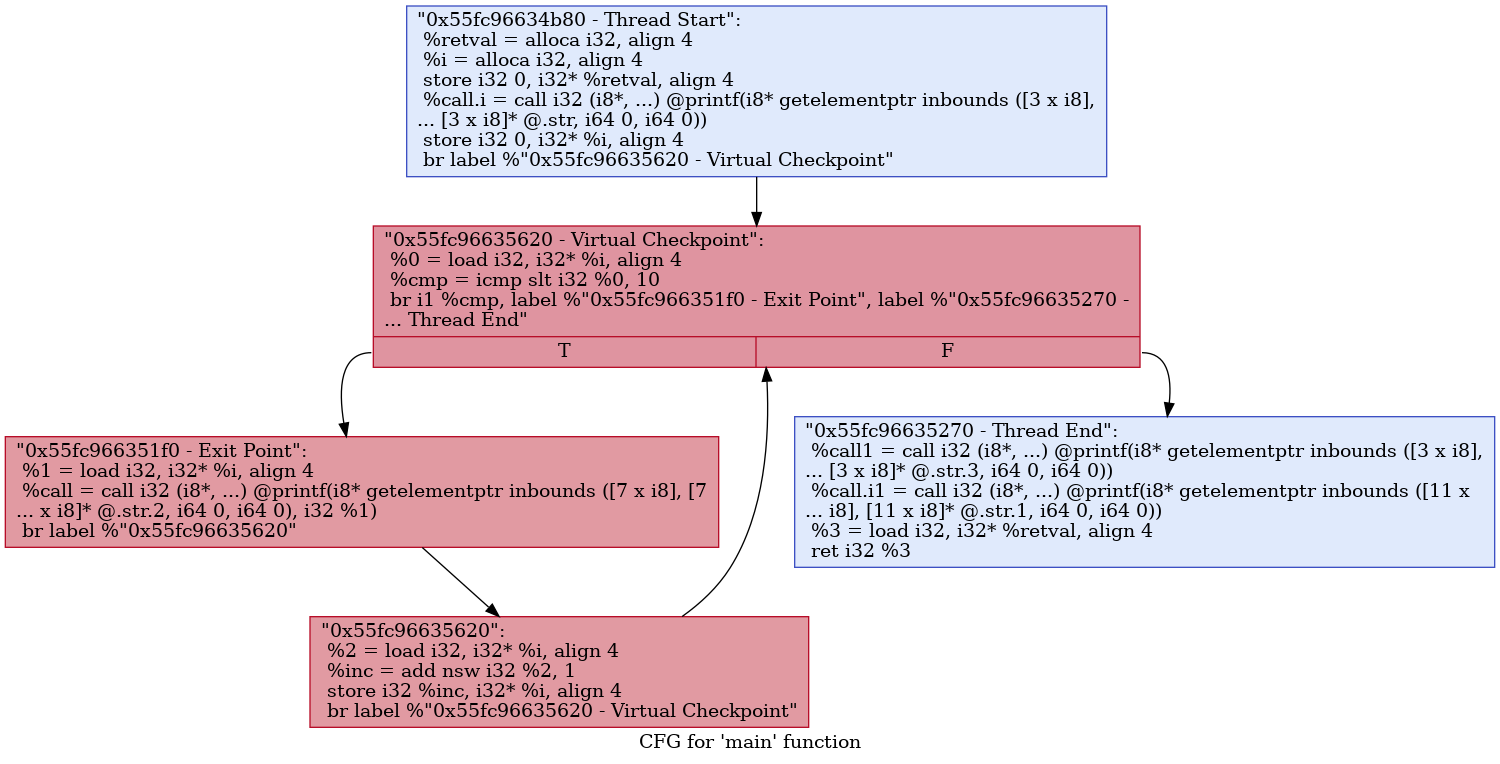 "0x55fc96634b80 - Thread Start":
%retval = alloca i32, align 4
%i = alloca i32, align 4
store i32 0, i32* %retval, align 4
%call.i = call i32 (i8*, ...) @printf(i8* getelementptr inbounds ([3 x i8],
... [3 x i8]* @.str, i64 0, i64 0))
store i32 0, i32* %i, align 4
br label %"0x55fc96635620 - Virtual Checkpoint"
"0x55fc96635620 - Virtual Checkpoint":
%0 = load i32, i32* %i, align 4
%cmp = icmp slt i32 %0, 10
br i1 %cmp, label %"0x55fc966351f0 - Exit Point", label %"0x55fc96635270 -
... Thread End"
T
F
"0x55fc966351f0 - Exit Point":
%1 = load i32, i32* %i, align 4
%call = call i32 (i8*, ...) @printf(i8* getelementptr inbounds ([7 x i8], [7
... x i8]* @.str.2, i64 0, i64 0), i32 %1)
br label %"0x55fc96635620"
"0x55fc96635270 - Thread End":
%call1 = call i32 (i8*, ...) @printf(i8* getelementptr inbounds ([3 x i8],
... [3 x i8]* @.str.3, i64 0, i64 0))
%call.i1 = call i32 (i8*, ...) @printf(i8* getelementptr inbounds ([11 x
... i8], [11 x i8]* @.str.1, i64 0, i64 0))
%3 = load i32, i32* %retval, align 4
ret i32 %3
"0x55fc96635620":
%2 = load i32, i32* %i, align 4
%inc = add nsw i32 %2, 1
store i32 %inc, i32* %i, align 4
br label %"0x55fc96635620 - Virtual Checkpoint"
CFG for 'main' function